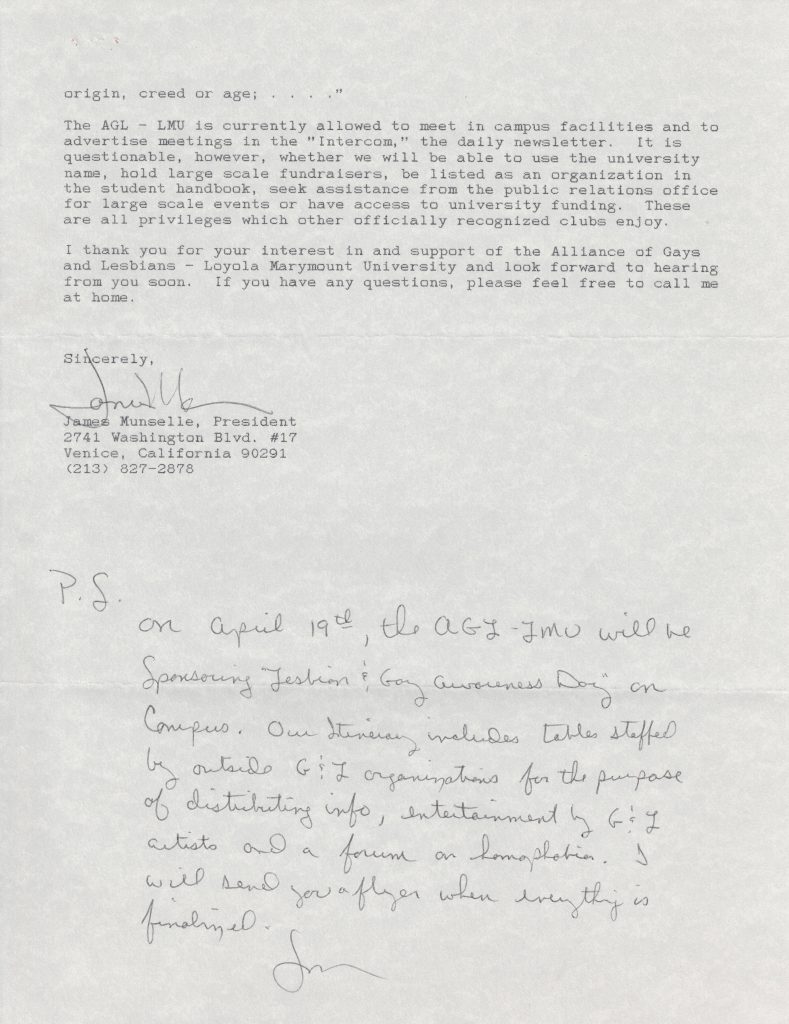 origin, creed or age; . . . ."
The AGL - LMU is currently allowed to meet in campus facilities and to
advertise meetings in the "Intercom," the daily newsletter. It is
questionable, however, whether we will be able to use the university
name, hold large scale fundraisers, be listed as an organization in
the student handbook, seek assistance from the public relations office
for large scale events or have access to university funding. These
are all privileges which other officially recognized clubs enjoy.
I thank you for your interest in and support of the Alliance of Gays
and Lesbians - Loyola Marymount University and look forward to hearing
from you soon. If you have any questions, please feel free to call me
at home.
Sincerely,
James Munselle, President
2741 Washington Blvd. #17
Venice, California 90291
(213) 827-2878
P.S.
on April 19th, the AGL-LMU will be
Sponsoring "Lesbian & Gay Awareness Day" on
Campus. Our Itinerary includes tables staffed
by outside G & L organizations for the purpose
of distributing info, entertainment by G & L
artists and a forum on homophobia. I
will send you a flyer when everything is
finalized.